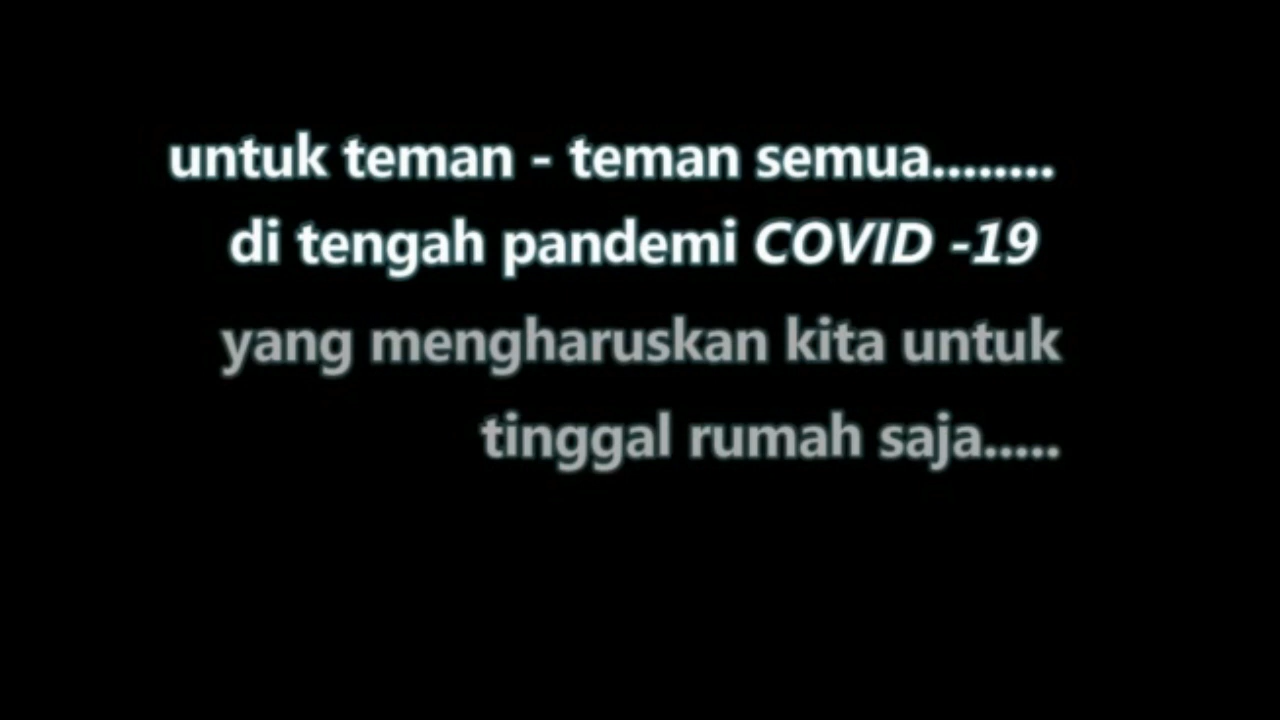 untuk teman - teman semua........
di tengah pandemi COVID -19
yang mengharuskan kita untuk
tinggal rumah saja.....